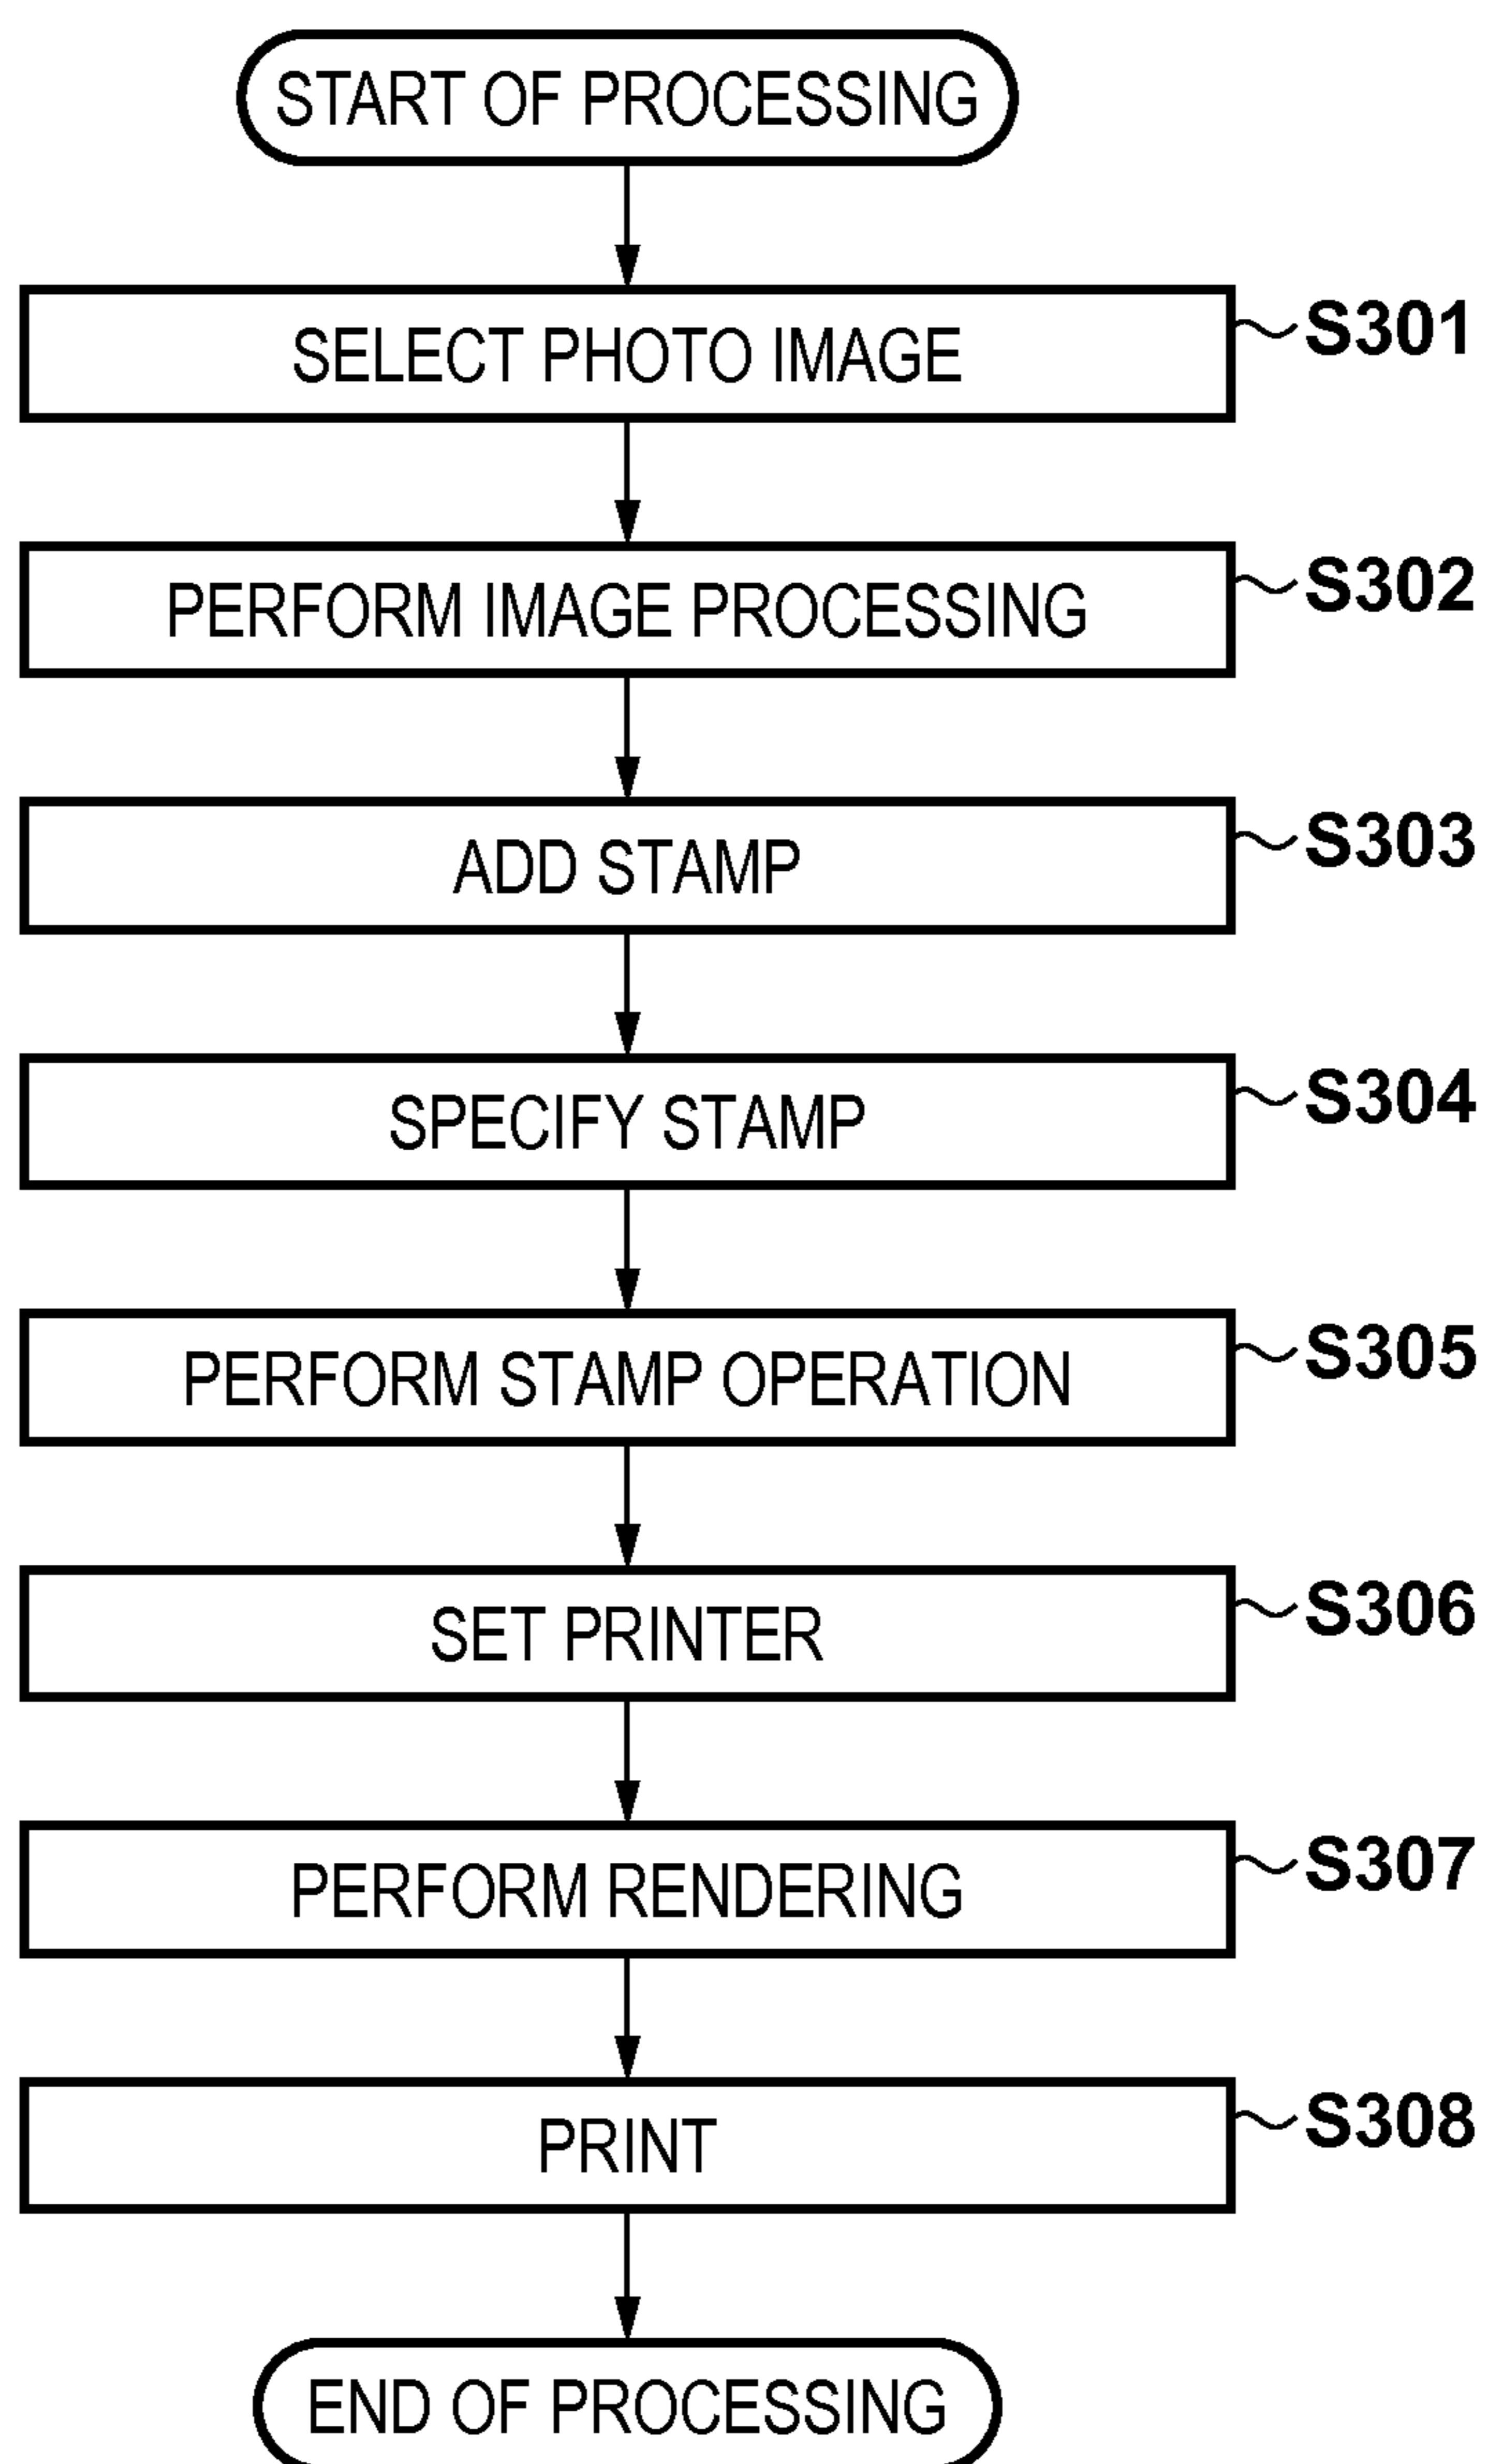 START OF PROCESSING
SELECT PHOTO IMAGE S301
PERFORM IMAGE PROCESSING S302
ADD STAMP S303
SPECIFY STAMP S304
PERFORM STAMP OPERATION S305
SET PRINTER S306
PERFORM RENDERING S307
PRINT S308
END OF PROCESSING